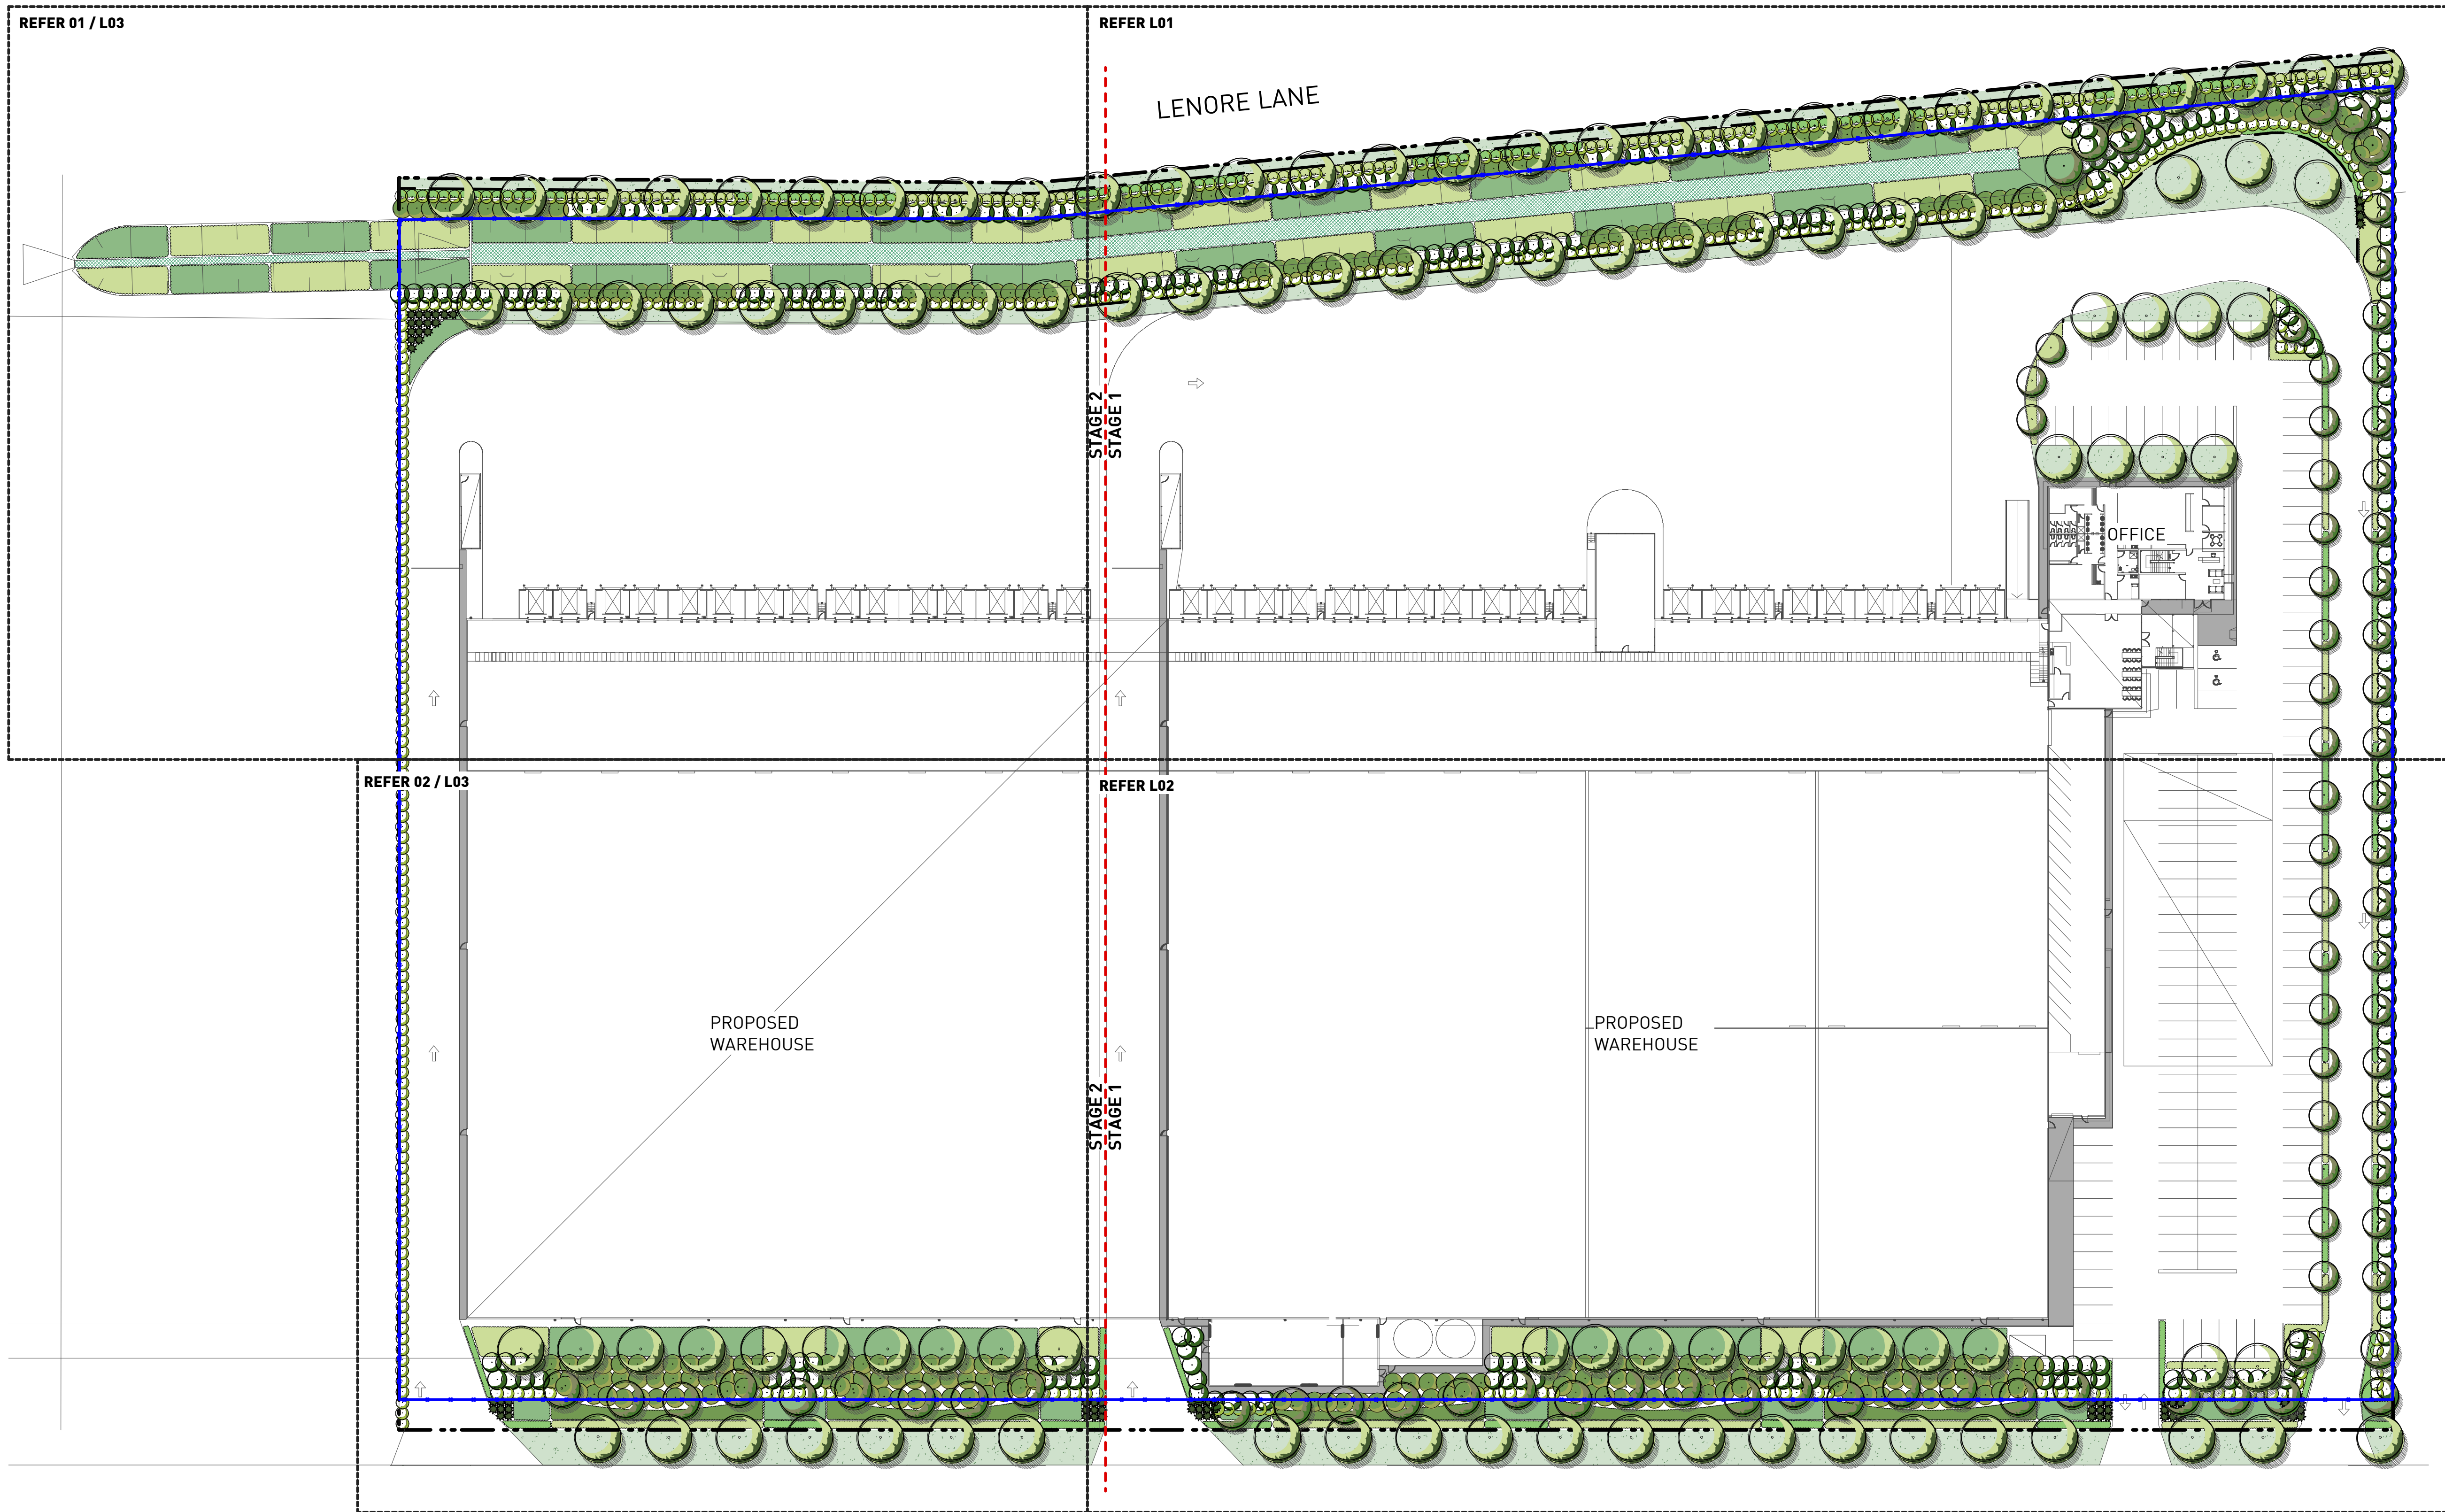 REFER 01 / L03
REFER L01
LENORE LANE
STAGE 2
STAGE 1
OFFICE
REFER 02 / L03
REFER L02
PROPOSED
WAREHOUSE
PROPOSED
WAREHOUSE
STAGE 2
STAGE 1